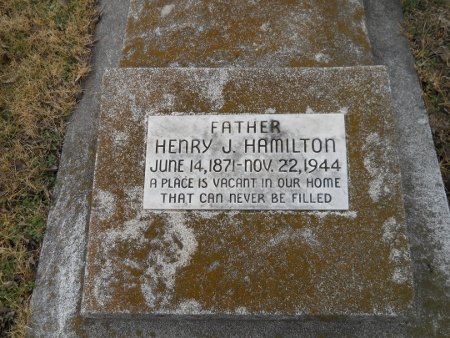 FATHER
HENRY J. HAMILTON
JUNE 14, 1871-NOV. 22, 1944
A PLACE IS VACANT IN OUR HOME
THAT CAN NEVER BE FILLED